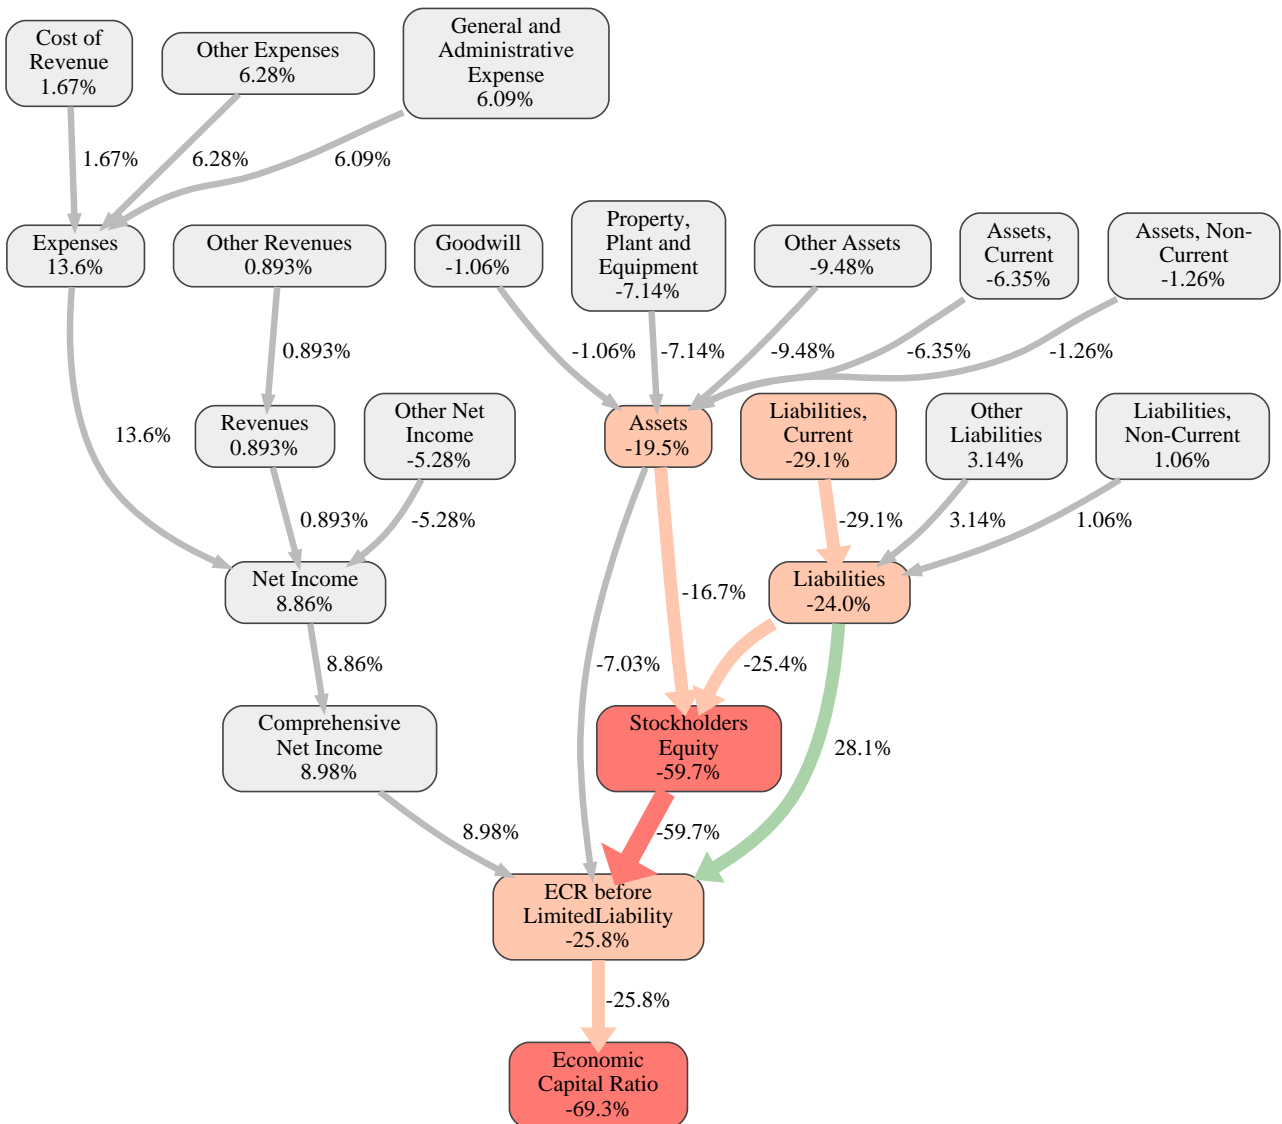 Cost of
Revenue
1.67%
Other Expenses
6.28%
General and
Administrative
Expense
6.09%
1.67%
6.28%
6.09%
Expenses
13.6%
Other Revenues
0.893%
Goodwill
-1.06%
Property,
Plant and
Equipment
-7.14%
Other Assets
-9.48%
Assets,
Current
-6.35%
Assets, Non-
Current
-1.26%
0.893%
-1.06%
-7.14%
-9.48%
-6.35%
-1.26%
13.6%
Revenues
0.893%
Other Net
Income
-5.28%
Assets
-19.5%
Liabilities,
Current
-29.1%
Other
Liabilities
3.14%
Liabilities,
Non-Current
1.06%
0.893%
-5.28%
-29.1%
3.14%
1.06%
Net Income
8.86%
-16.7%
Liabilities
-24.0%
8.86%
-7.03%
-25.4%
Comprehensive
Net Income
8.98%
Stockholders
Equity
-59.7%
28.1%
8.98%
-59.7%
ECR before
LimitedLiability
-25.8%
-25.8%
Economic
Capital Ratio
-69.3%